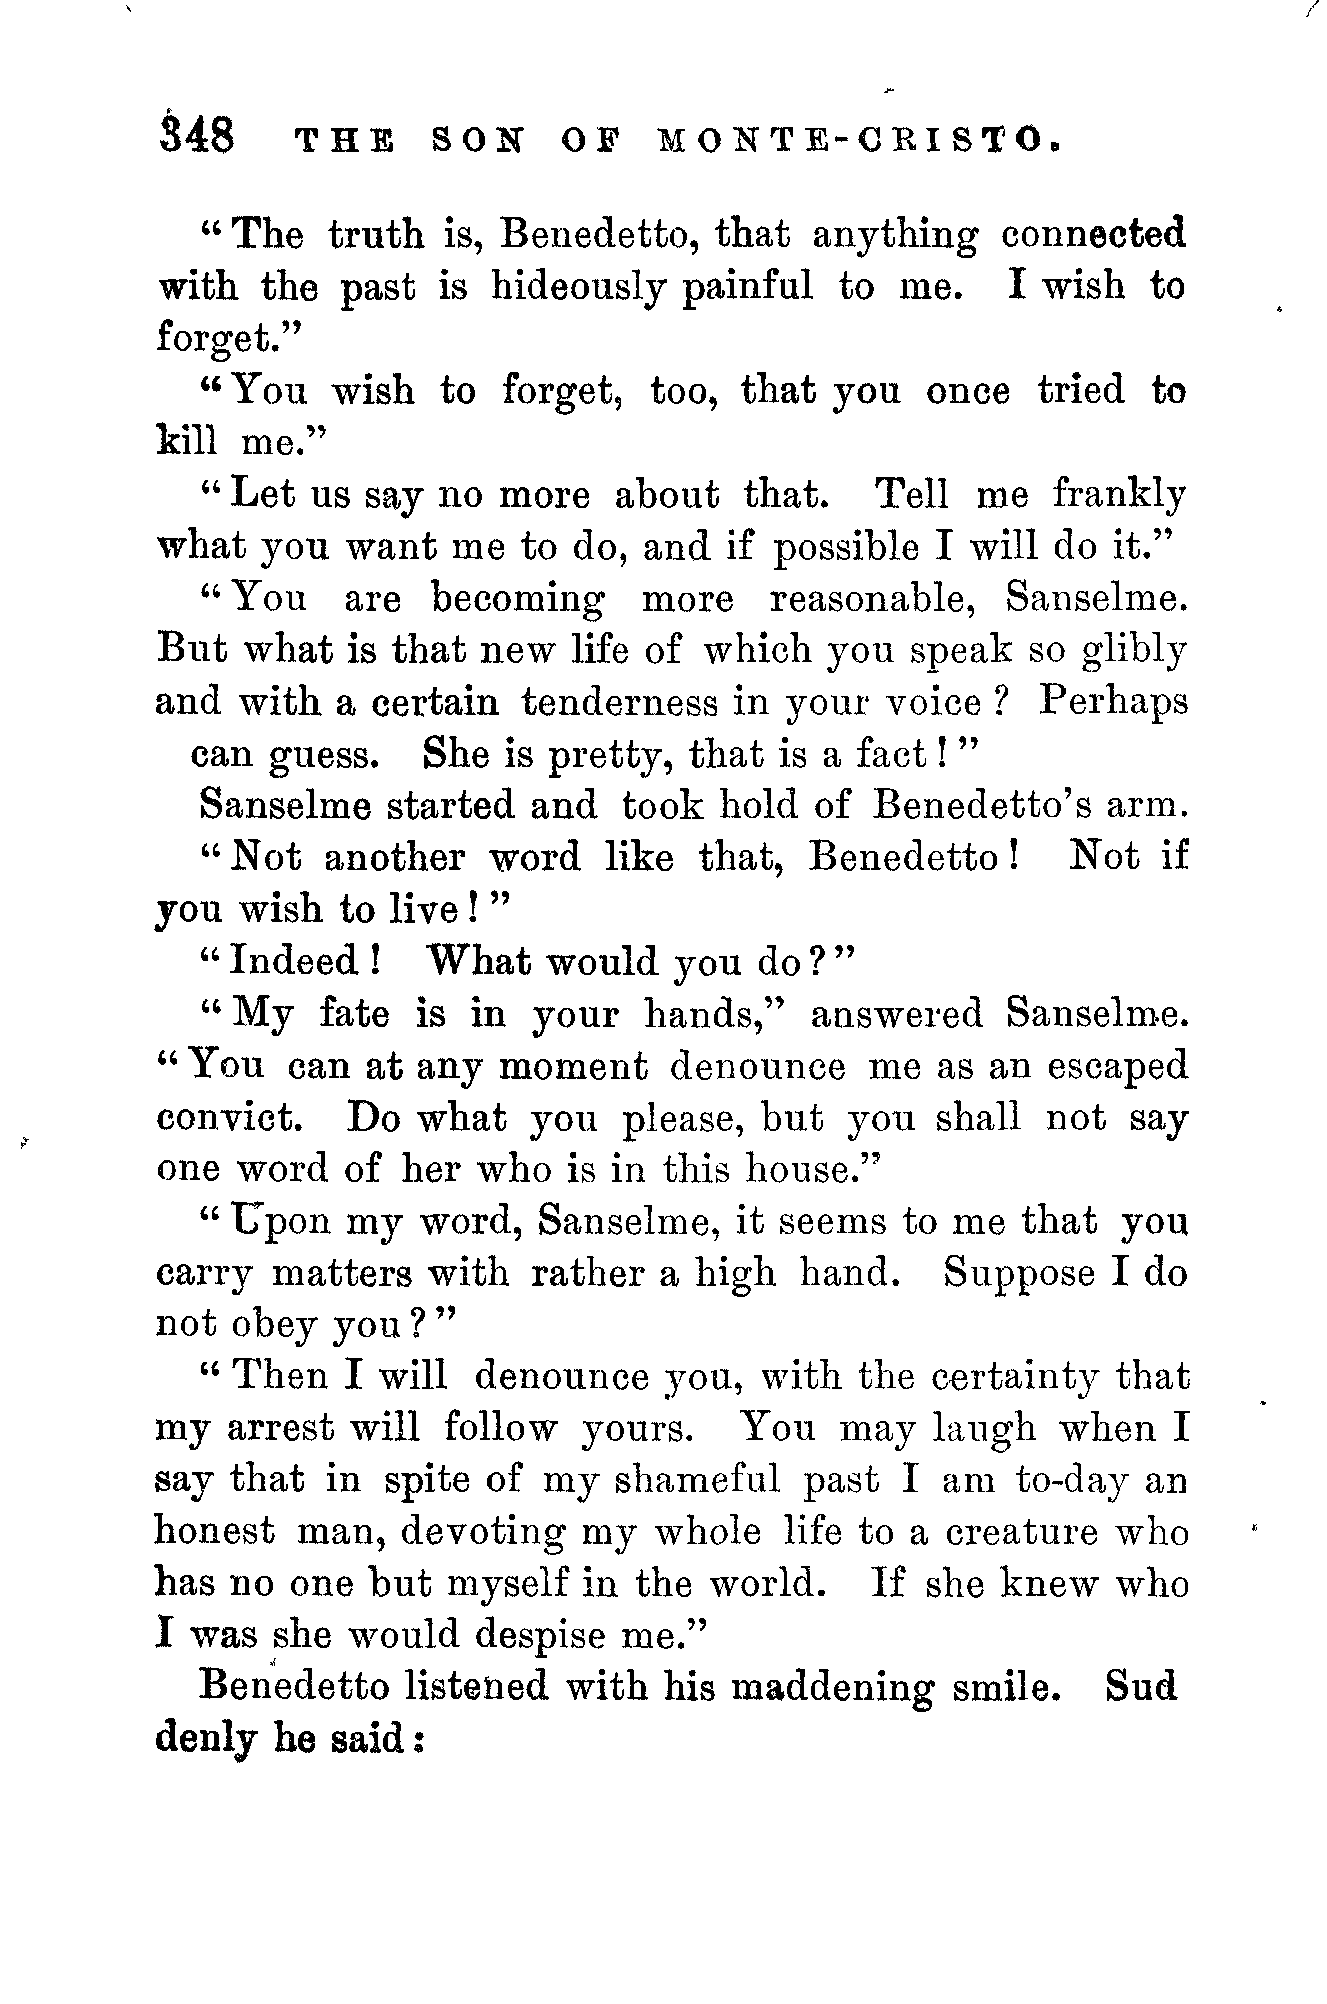 348 THE SON OF MONTE-CRISTO.
“The truth is, Benedetto, that anything connected
with the past is hideously painful to me. I wish to
forget.”
“You wish to forget, too, that you once tried to
kill me.”
“Let us say no more about that. Tell me frankly
what you want me to do, and if possible I will do it.”
“You are becoming more reasonable, Sanselme.
But what is that new life of which you speak so glibly
and with a certain tenderness in your voice? Perhaps
can guess. She is pretty, that is a fact!”
Sanselme started and took hold of Benedetto’s arm.
“Not another word like that, Benedetto! Not if
you wish to live!”
“Indeed! What would you do?”
“My fate is in your hands,” answered Sanselme.
“You can at any moment denounce me as an escaped
convict. Do what you please, but you shall not say
one word of her who is in this house.”
“Upon my word, Sanselme, it seems to me that you
carry matters with rather a high hand. Suppose I do
not obey you?”
“Then I will denounce you, with the certainty that
my arrest will follow yours. You may laugh when I
say that in spite of my shameful past I am to-day an
honest man, devoting my whole life to a creature who
has no one but myself in the world. If she knew who
I was she would despise me.”
Benedetto listened with his maddening smile. Sud
denly he said: